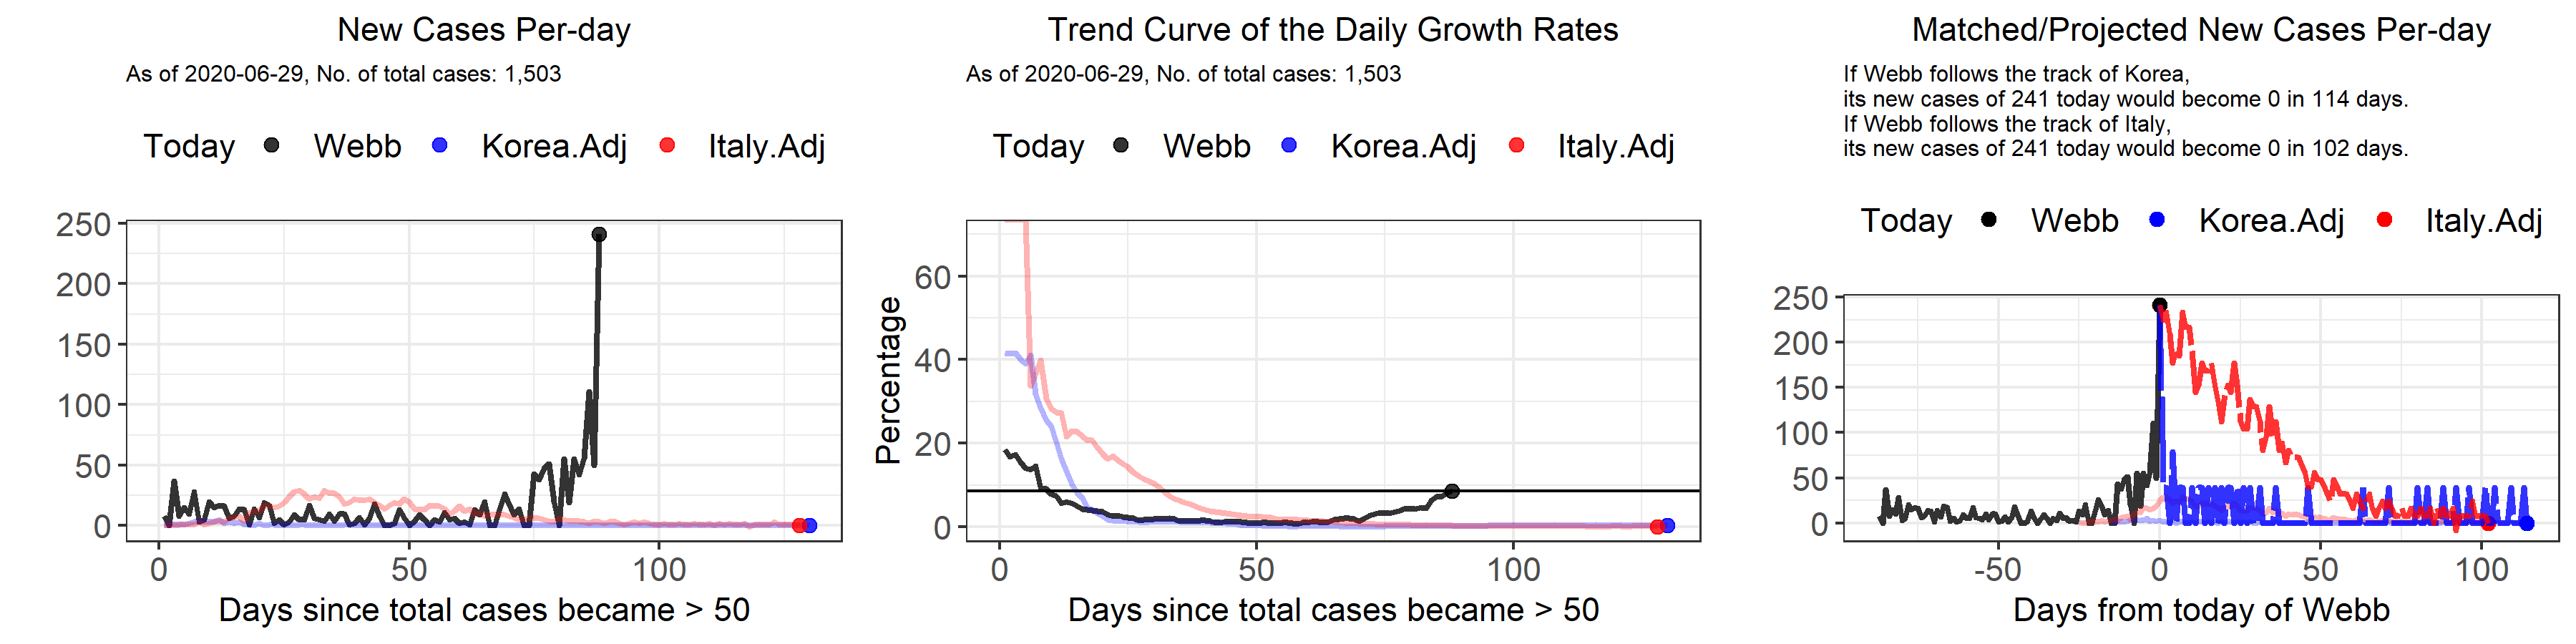 New Cases Per-day
As of 2020-06-29, No. of total cases: 1,503
Today Webb Korea.Adj Italy.Adj
250
200
150
100
50
0
0 50 100
Days since total cases became > 50
Trend Curve of the Daily Growth Rates
As of 2020-06-29, No. of total cases: 1,503
Today Webb Korea.Adj Italy.Adj
Percentage
60
40
20
0
0 50 100
Days since total cases became > 50
Matched/Projected New Cases Per-day
If Webb follows the track of Korea,
its new cases of 241 today would become 0 in 114 days.
If Webb follows the track of Italy,
its new cases of 241 today would become 0 in 102 days.
Today Webb Korea.Adj Italy.Adj
250
200
150
100
50
0
-50 0 50 100
Days from today of Webb